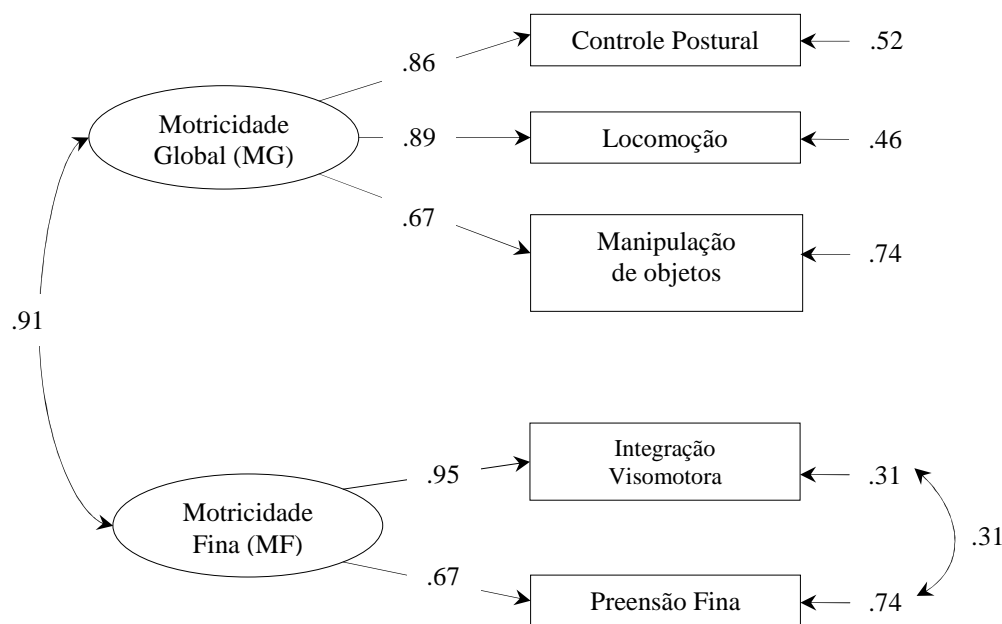 Controle Postural
.52
.86
Motricidade
Global (MG)
.89
Locomoção
.46
.67
Manipulação
de objetos
.74
.91
Integração
Visomotora
.95
.31
Motricidade
Fina (MF)
.31
.67
Preensão Fina
.74